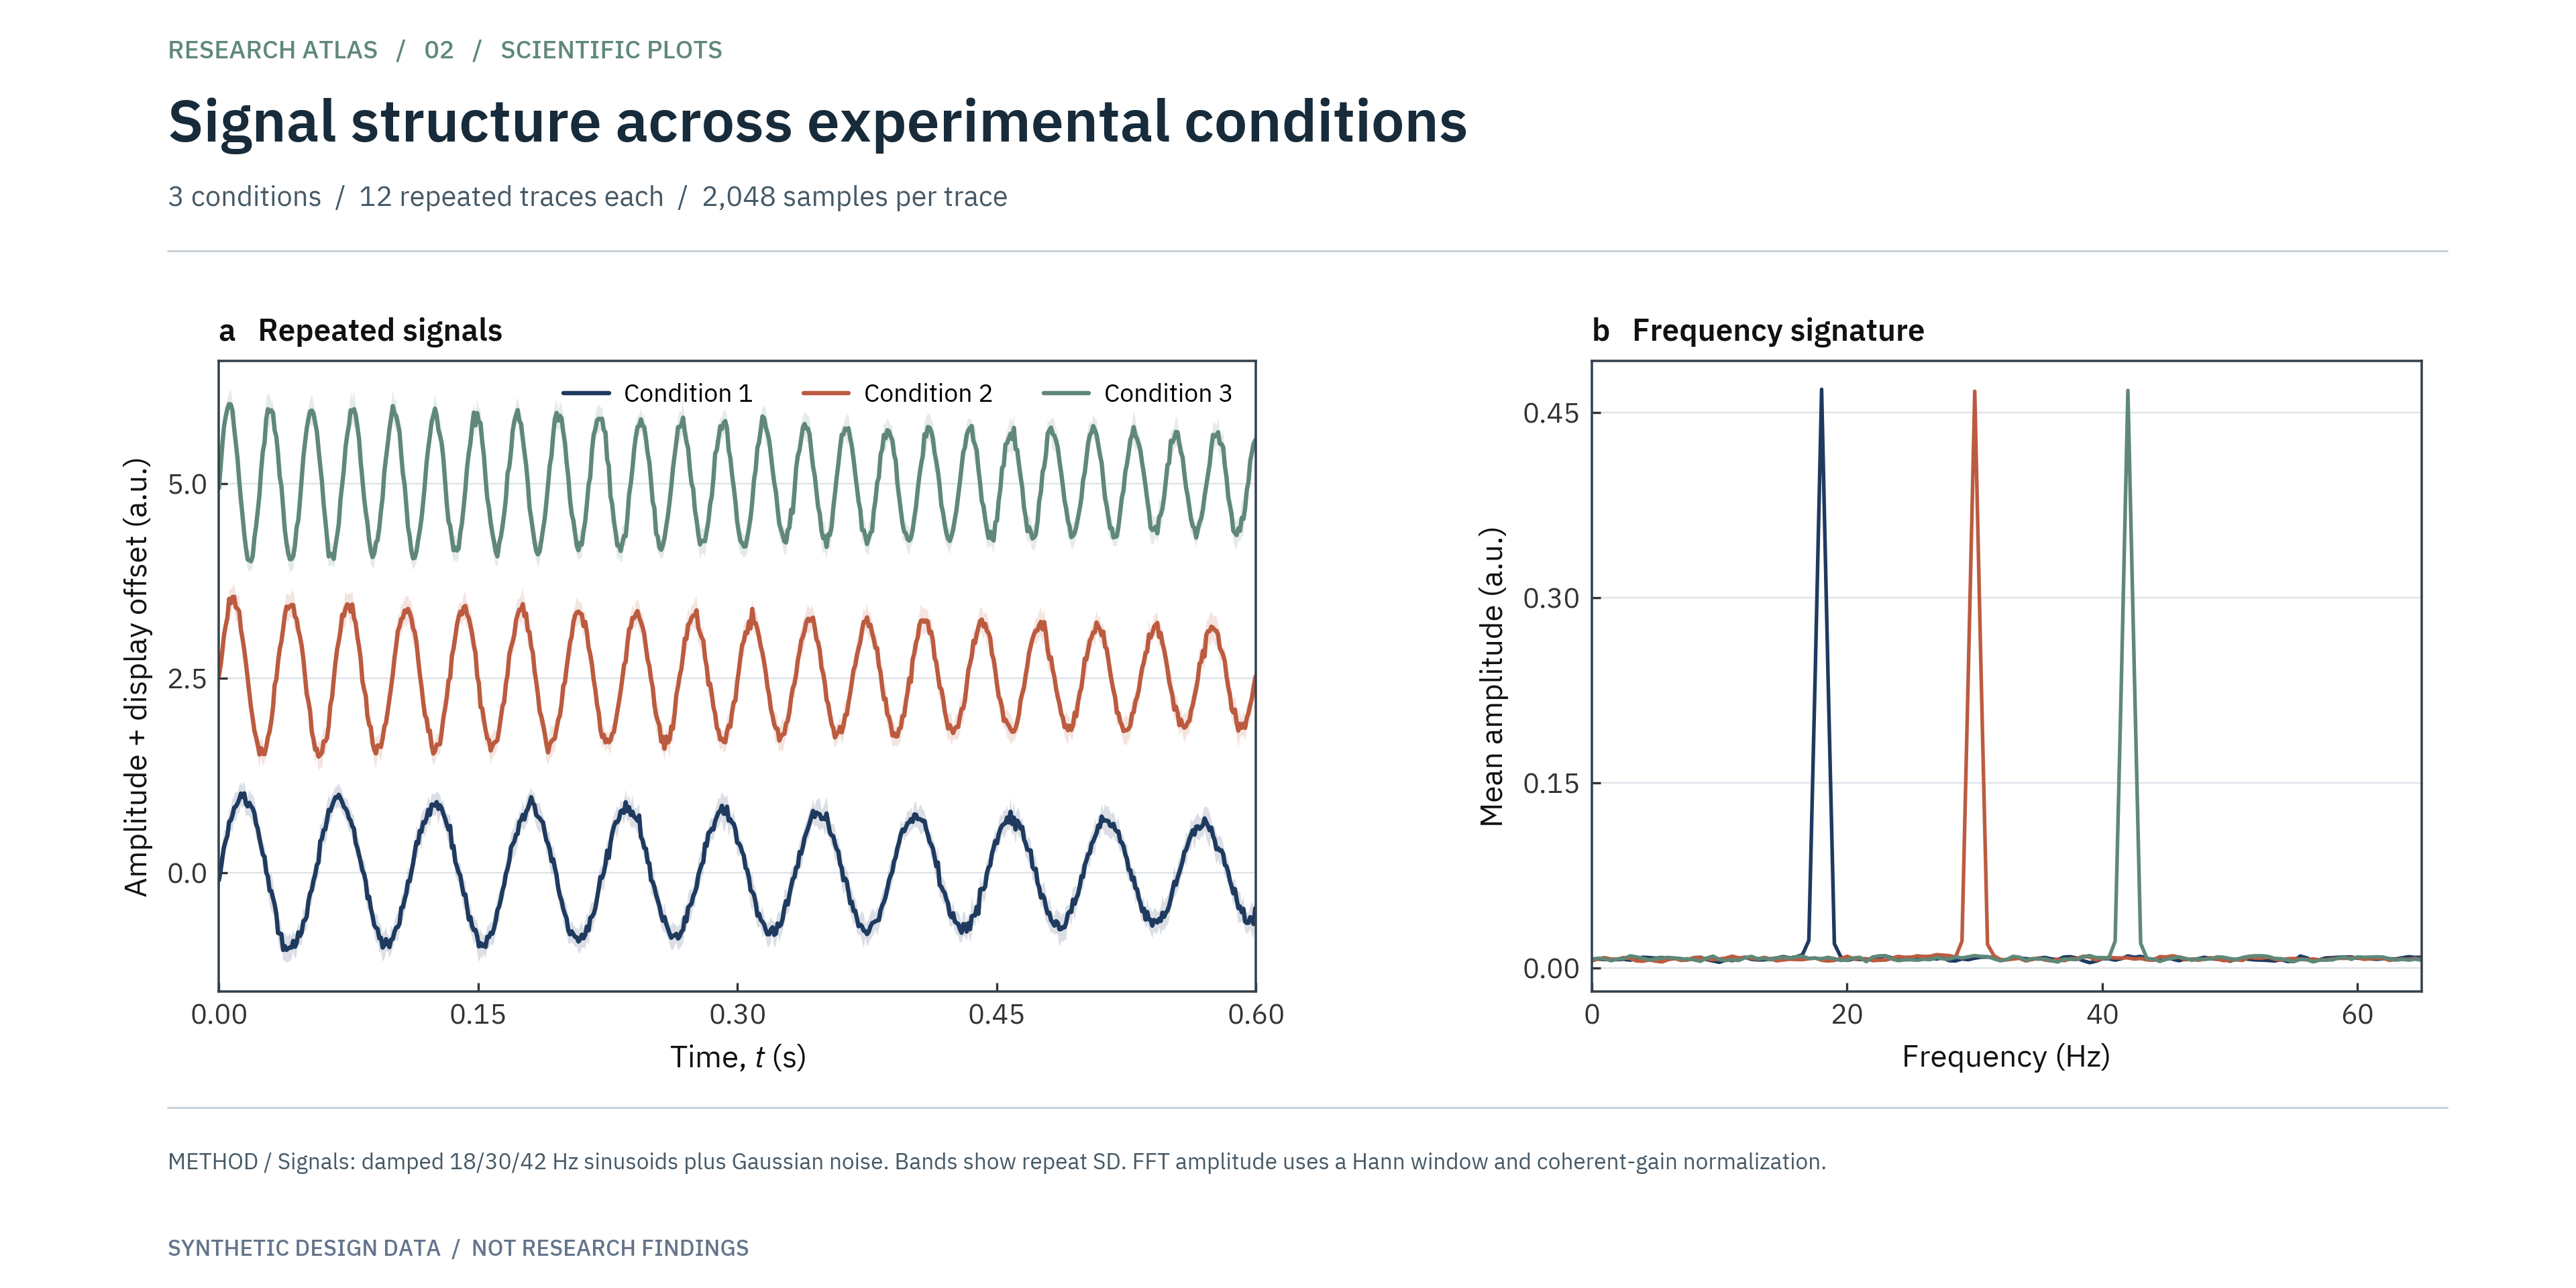 RESEARCH ATLAS / 02 / SCIENTIFIC PLOTS
Signal structure across experimental conditions
3 conditions / 12 repeated traces each / 2,048 samples per trace
a Repeated signals
Condition 1 Condition 2 Condition 3
Amplitude + display offset (a.u.)
5.0
2.5
0.0
0.00 0.15 0.30 0.45 0.60
Time, t (s)
b Frequency signature
Mean amplitude (a.u.)
0.45
0.30
0.15
0.00
0 20 40 60
Frequency (Hz)
METHOD / Signals: damped 18/30/42 Hz sinusoids plus Gaussian noise. Bands show repeat SD. FFT amplitude uses a Hann window and coherent-gain normalization.
SYNTHETIC DESIGN DATA / NOT RESEARCH FINDINGS